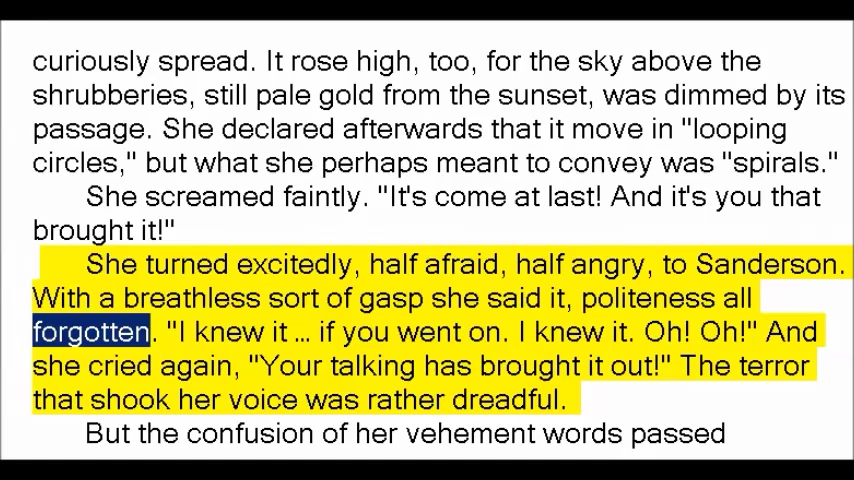 curiously spread. It rose high, too, for the sky above the
shrubberies, still pale gold from the sunset, was dimmed by its
passage. She declared afterwards that it move in "looping
circles," but what she perhaps meant to convey was "spirals."
She screamed faintly. "It's come at last! And it's you that
brought it!"
She turned excitedly, half afraid, half angry, to Sanderson.
With a breathless sort of gasp she said it, politeness all
forgotten. "I knew it ... if you went on. I knew it. Oh! Oh!" And
she cried again, "Your talking has brought it out!" The terror
that shook her voice was rather dreadful.
But the confusion of her vehement words passed